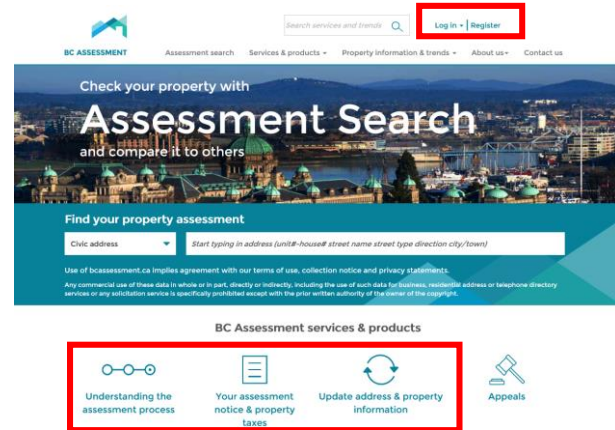 Search services and trends
Log in Register
BC ASSESSMENT
Assessment search Services & products Property information & trends About us Contact us
Check your property with
Assessment Search
and compare it to others
Find your property assessment
Civic address
Start typing in address (unit#-house# street name street type direction city/town)
Use of bcassessment.ca implies agreement with our terms of use, collection notice and privacy statements.
Any commercial use of these data in whole or in part, directly or indirectly, including the use of such data for business, residential address or telephone directory
services or any solicitation service is specifically prohibited except with the prior written authority of the owner of the copyright.
BC Assessment services & products
Understanding the
assessment process
Your assessment
notice & property
taxes
Update address & property
information
Appeals